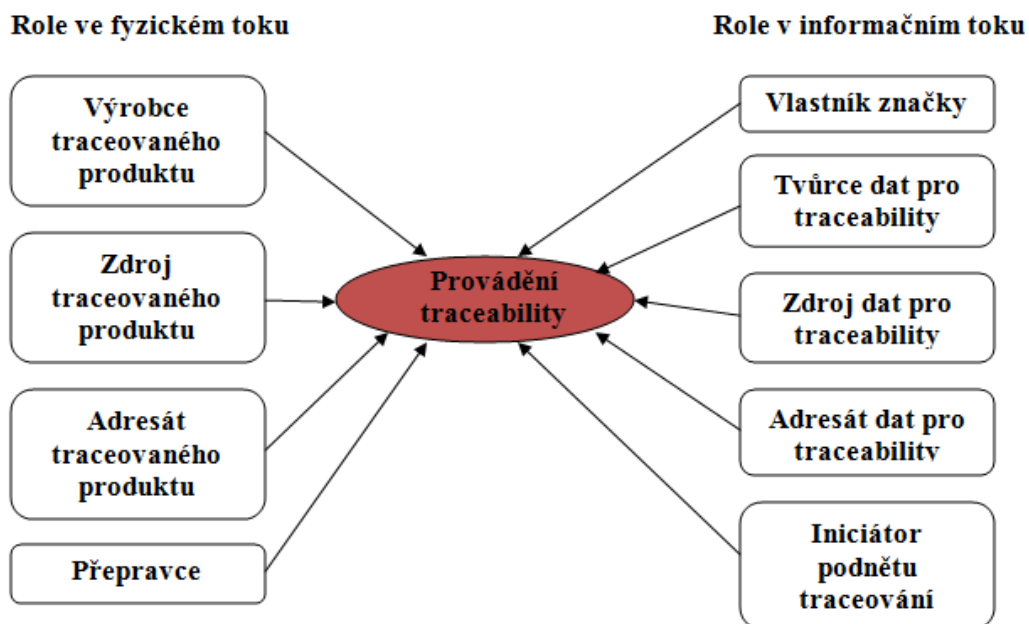 Role ve fyzickém toku
Role v informačním toku
Výrobce
traceovaného
produktu
Zdroj
traceovaného
produktu
Adresát
traceovaného
produktu
Přepravce
Provádění
traceability
Vlastník značky
Tvůrce dat pro
traceability
Zdroj dat pro
traceability
Adresát dat pro
traceability
Iniciátor
podnětu
traceování